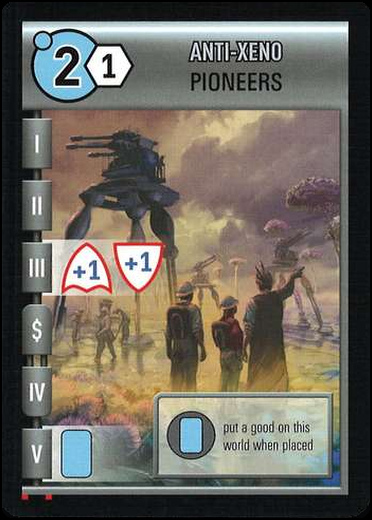 2 1
ANTI-XENO
PIONEERS
I
II
III
+1 +1
$
IV
V
put a good on this
world when placed